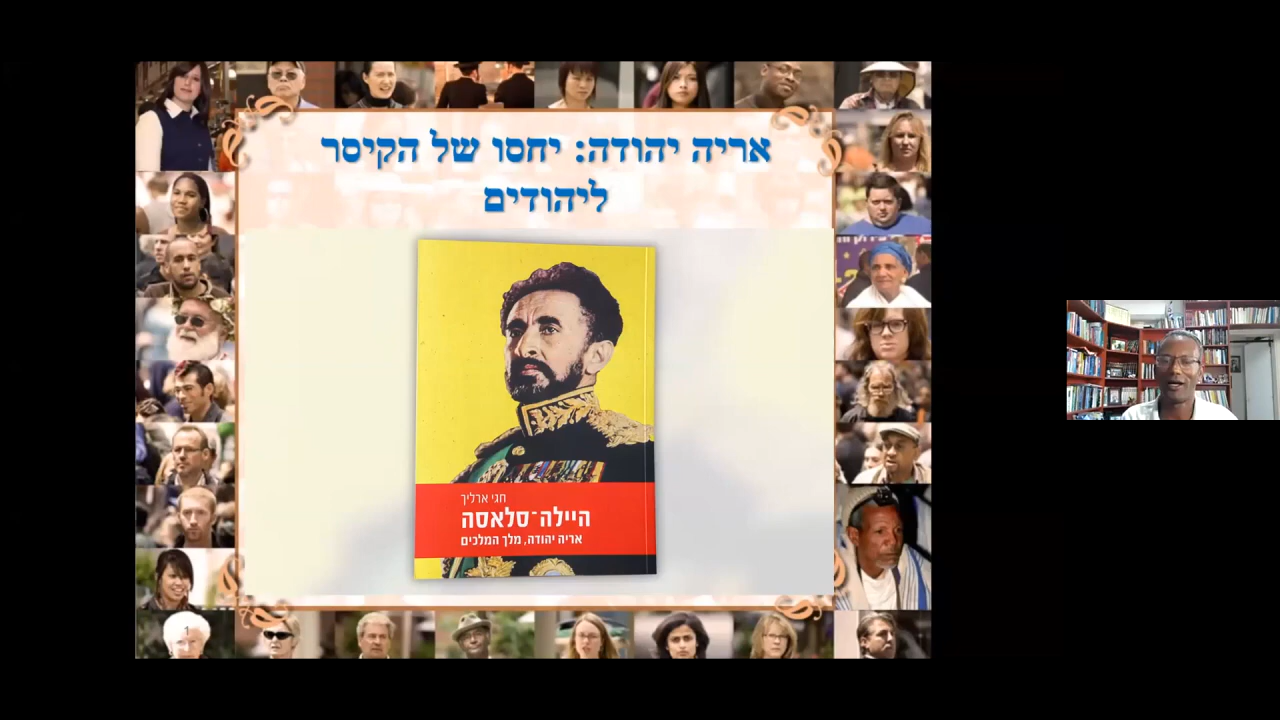 אריה יהודה: יחסו של הקיסר
ליהודים
חגי ארליך
היילה־סלאסה
אריה יהודה, מלך המלכים